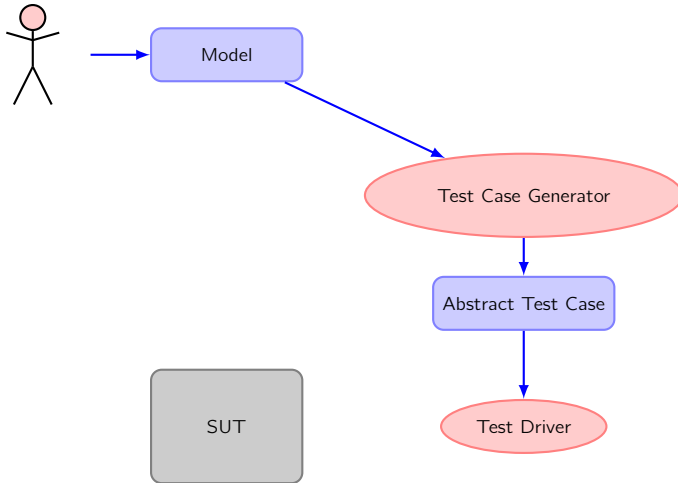 Model
Test Case Generator
Abstract Test Case
SUT
Test Driver